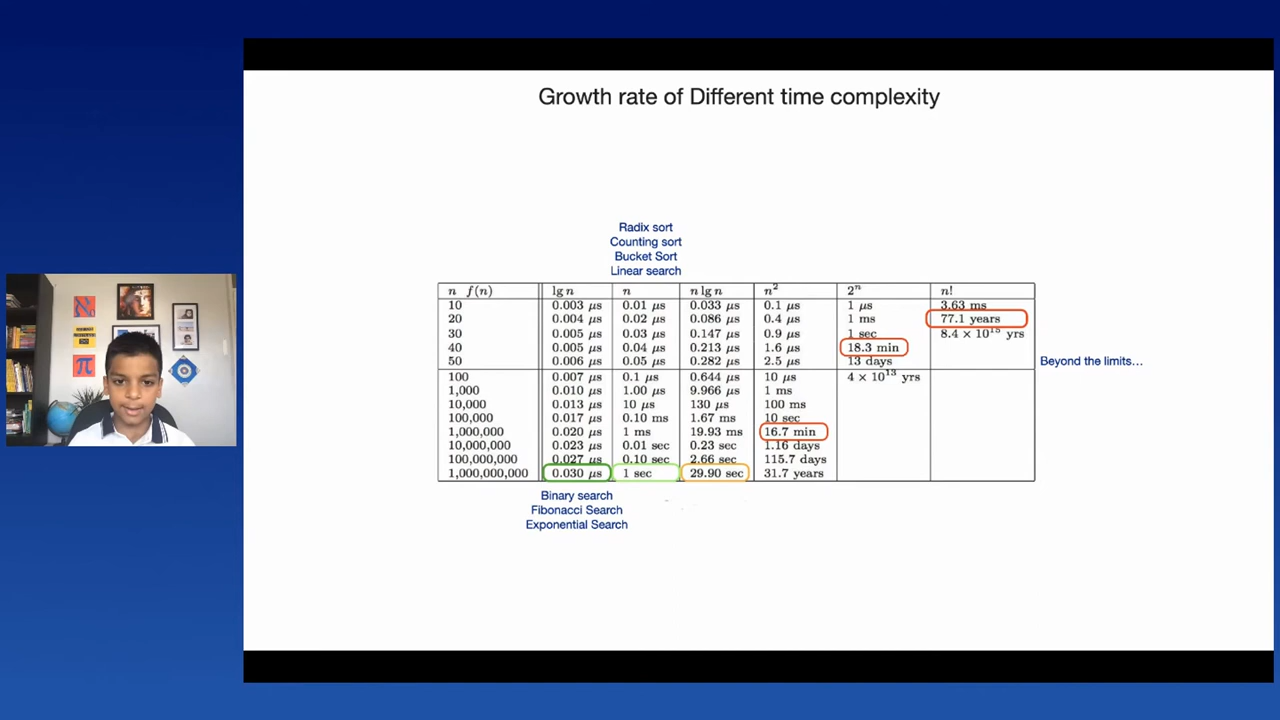 Growth rate of Different time complexity
Radix sort
Counting sort
Bucket Sort
Linear search
n f(n) lg n n n lg n n² 2ⁿ n!
10 0.003 μs 0.01 μs 0.033 μs 0.1 μs 1 μs 3.63 ms
20 0.004 μs 0.02 μs 0.086 μs 0.4 μs 1 ms 77.1 years
30 0.005 μs 0.03 μs 0.147 μs 0.9 μs 1 sec 8.4 × 10¹⁵ yrs
40 0.005 μs 0.04 μs 0.213 μs 1.6 μs 18.3 min
50 0.006 μs 0.05 μs 0.282 μs 2.5 μs 13 days
Beyond the limits...
100 0.007 μs 0.1 μs 0.644 μs 10 μs 4 × 10¹³ yrs
1,000 0.010 μs 1.00 μs 9.966 μs 1 ms
10,000 0.013 μs 10 μs 130 μs 100 ms
100,000 0.017 μs 0.10 ms 1.67 ms 10 sec
1,000,000 0.020 μs 1 ms 19.93 ms 16.7 min
10,000,000 0.023 μs 0.01 sec 0.23 sec 1.16 days
100,000,000 0.027 μs 0.10 sec 2.66 sec 115.7 days
1,000,000,000 0.030 μs 1 sec 29.90 sec 31.7 years
Binary search
Fibonacci Search
Exponential Search